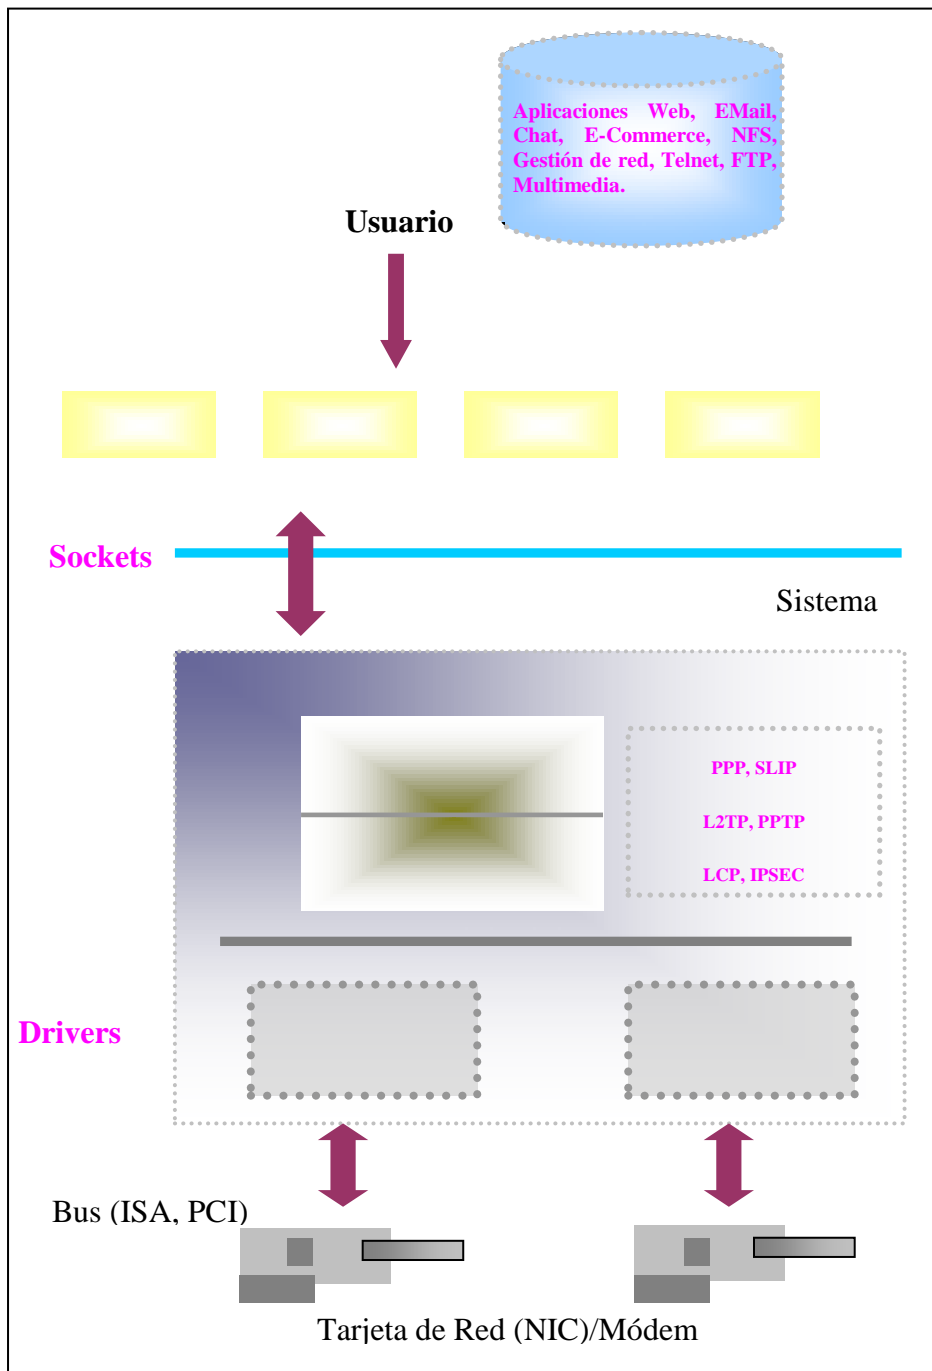 Aplicaciones Web, EMail,
Chat, E-Commerce, NFS,
Gestión de red, Telnet, FTP,
Multimedia.
Usuario
Sockets
Sistema
PPP, SLIP
L2TP, PPTP
LCP, IPSEC
Drivers
Bus (ISA, PCI)
Tarjeta de Red (NIC)/Módem